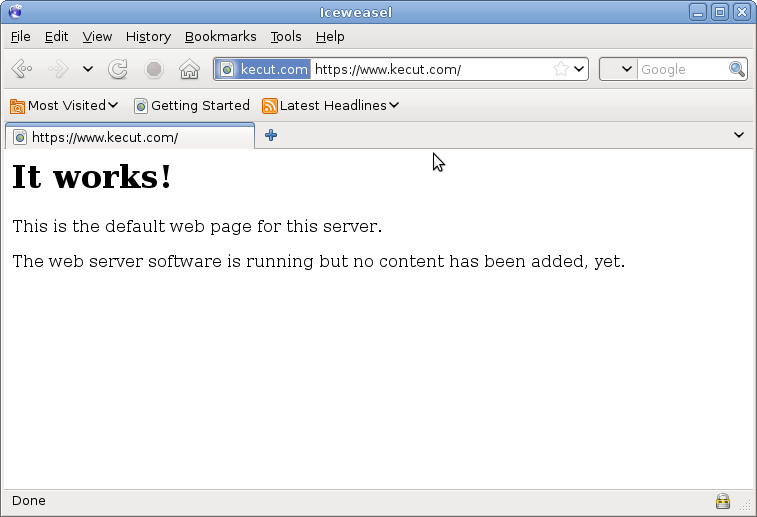 Iceweasel
File Edit View History Bookmarks Tools Help
kecut.com https://www.kecut.com/ Google
Most Visited Getting Started Latest Headlines
https://www.kecut.com/
It works!
This is the default web page for this server.
The web server software is running but no content has been added, yet.
Done